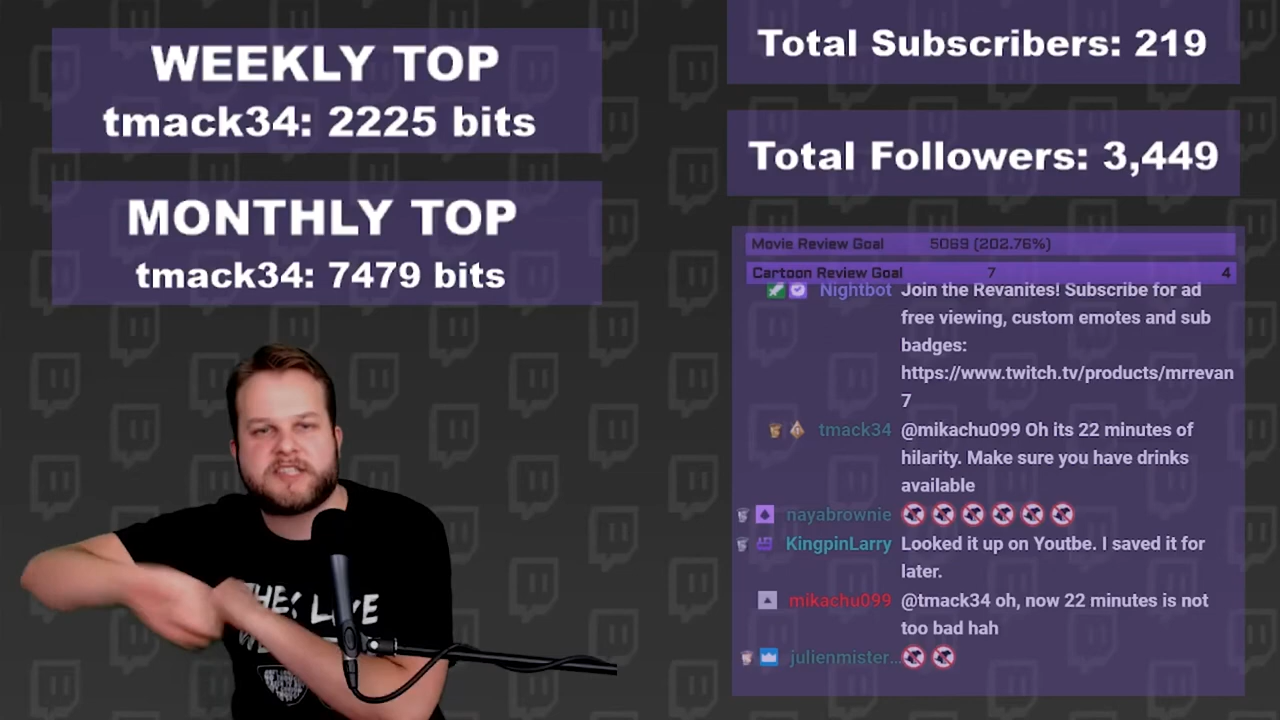 WEEKLY TOP
tmack34: 2225 bits
MONTHLY TOP
tmack34: 7479 bits
Total Subscribers: 219
Total Followers: 3,449
Movie Review Goal 5069 (202.76%)
Cartoon Review Goal 7 4
Nightbot Join the Revanites! Subscribe for ad
free viewing, custom emotes and sub
badges:
https://www.twitch.tv/products/mrrevan
7
tmack34 @mikachu099 Oh its 22 minutes of
hilarity. Make sure you have drinks
available
nayabrownie
KingpinLarry Looked it up on Youtbe. I saved it for
later.
mikachu099 @tmack34 oh, now 22 minutes is not
too bad hah
julienmister...
THEY LIVE